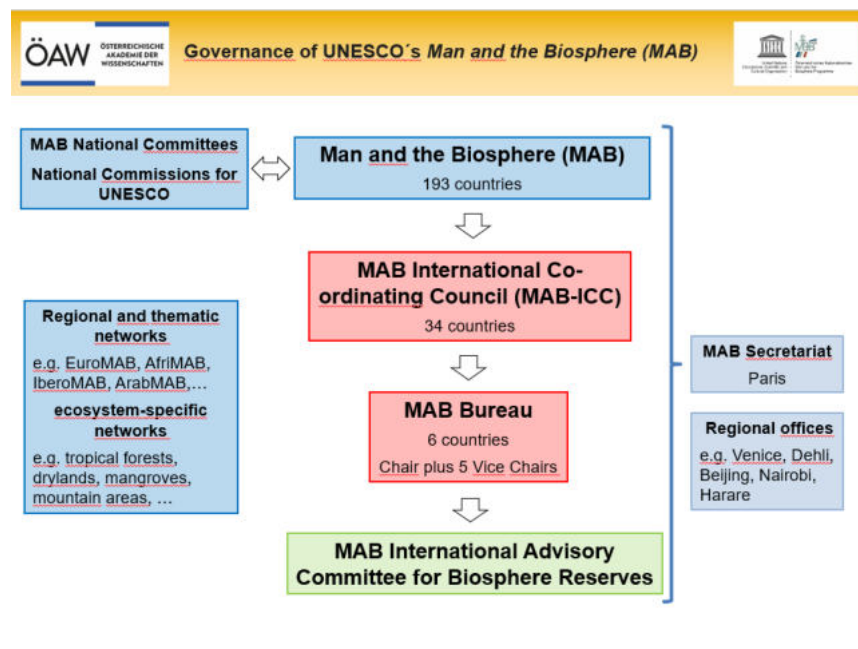 ÖAW
ÖSTERREICHISCHE
AKADEMIE DER
WISSENSCHAFTEN
Governance of UNESCO´s Man and the Biosphere (MAB)
MAB National Committees
National Commissions for
UNESCO
Man and the Biosphere (MAB)
193 countries
MAB International Co-
ordinating Council (MAB-ICC)
34 countries
Regional and thematic
networks
e.g. EuroMAB, AfriMAB,
IberoMAB, ArabMAB,…
ecosystem-specific
networks
e.g. tropical forests,
drylands, mangroves,
mountain areas, …
MAB Bureau
6 countries
Chair plus 5 Vice Chairs
MAB International Advisory
Committee for Biosphere Reserves
MAB Secretariat
Paris
Regional offices
e.g. Venice, Dehli,
Beijing, Nairobi,
Harare